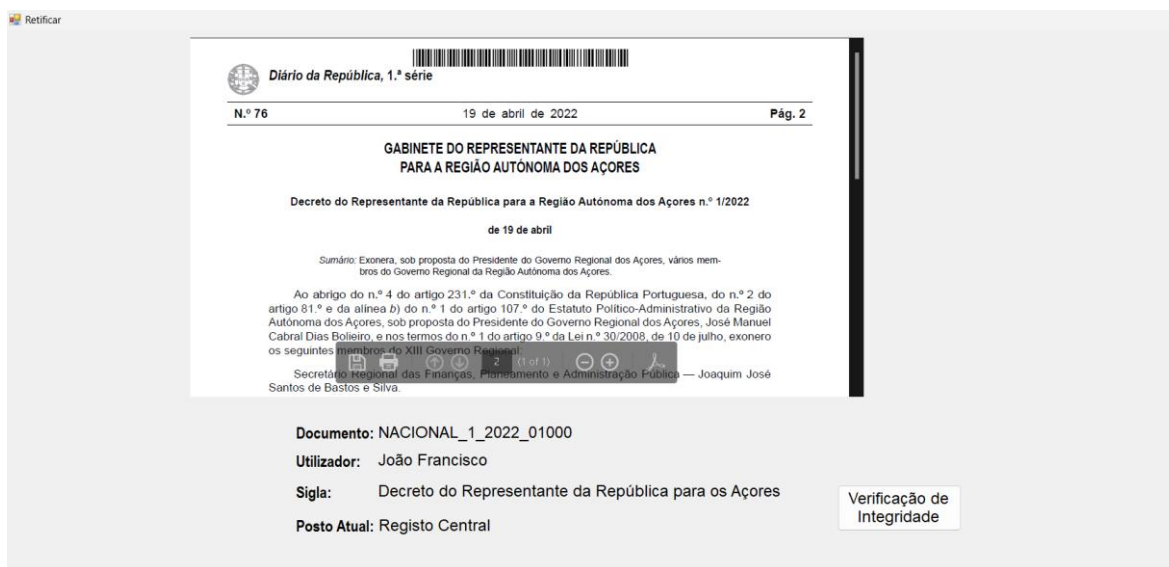 Retificar
Diário da República, 1.ª série
N.º 76 19 de abril de 2022 Pág. 2
GABINETE DO REPRESENTANTE DA REPÚBLICA
PARA A REGIÃO AUTÓNOMA DOS AÇORES
Decreto do Representante da República para a Região Autónoma dos Açores n.º 1/2022
de 19 de abril
Sumário: Exonera, sob proposta do Presidente do Governo Regional dos Açores, vários mem-
bros do Governo Regional da Região Autónoma dos Açores.
Ao abrigo do n.º 4 do artigo 231.º da Constituição da República Portuguesa, do n.º 2 do
artigo 81.º e da alínea b) do n.º 1 do artigo 107.º do Estatuto Político-Administrativo da Região
Autónoma dos Açores, sob proposta do Presidente do Governo Regional dos Açores, José Manuel
Cabral Dias Bolieiro, e nos termos do n.º 1 do artigo 9.º da Lei n.º 30/2008, de 10 de julho, exonero
os seguintes membros do XIII Governo Regional:
2 (1 of 1)
Secretário Regional das Finanças, Planeamento e Administração Pública — Joaquim José
Santos de Bastos e Silva.
Documento: NACIONAL_1_2022_01000
Utilizador: João Francisco
Sigla: Decreto do Representante da República para os Açores
Posto Atual: Registo Central
Verificação de
Integridade